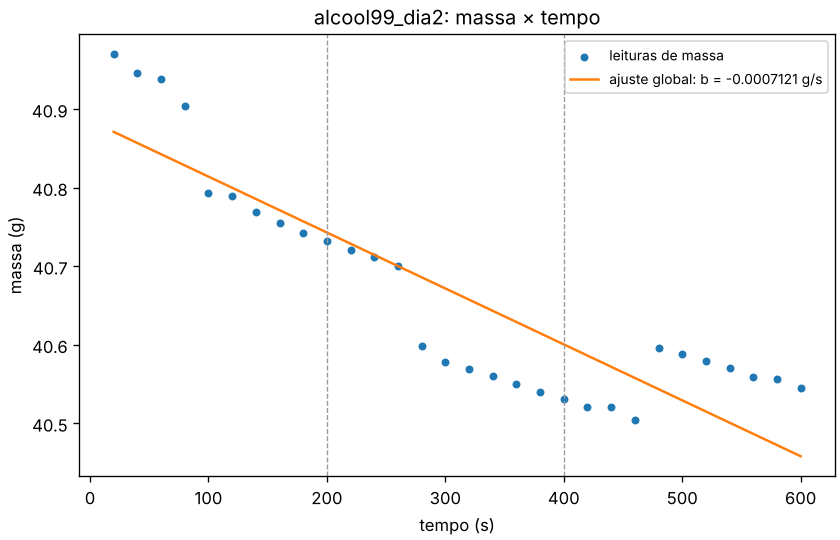 alcool99_dia2: massa × tempo
leituras de massa
ajuste global: b = -0.0007121 g/s
massa (g)
40.9
40.8
40.7
40.6
40.5
0 100 200 300 400 500 600
tempo (s)